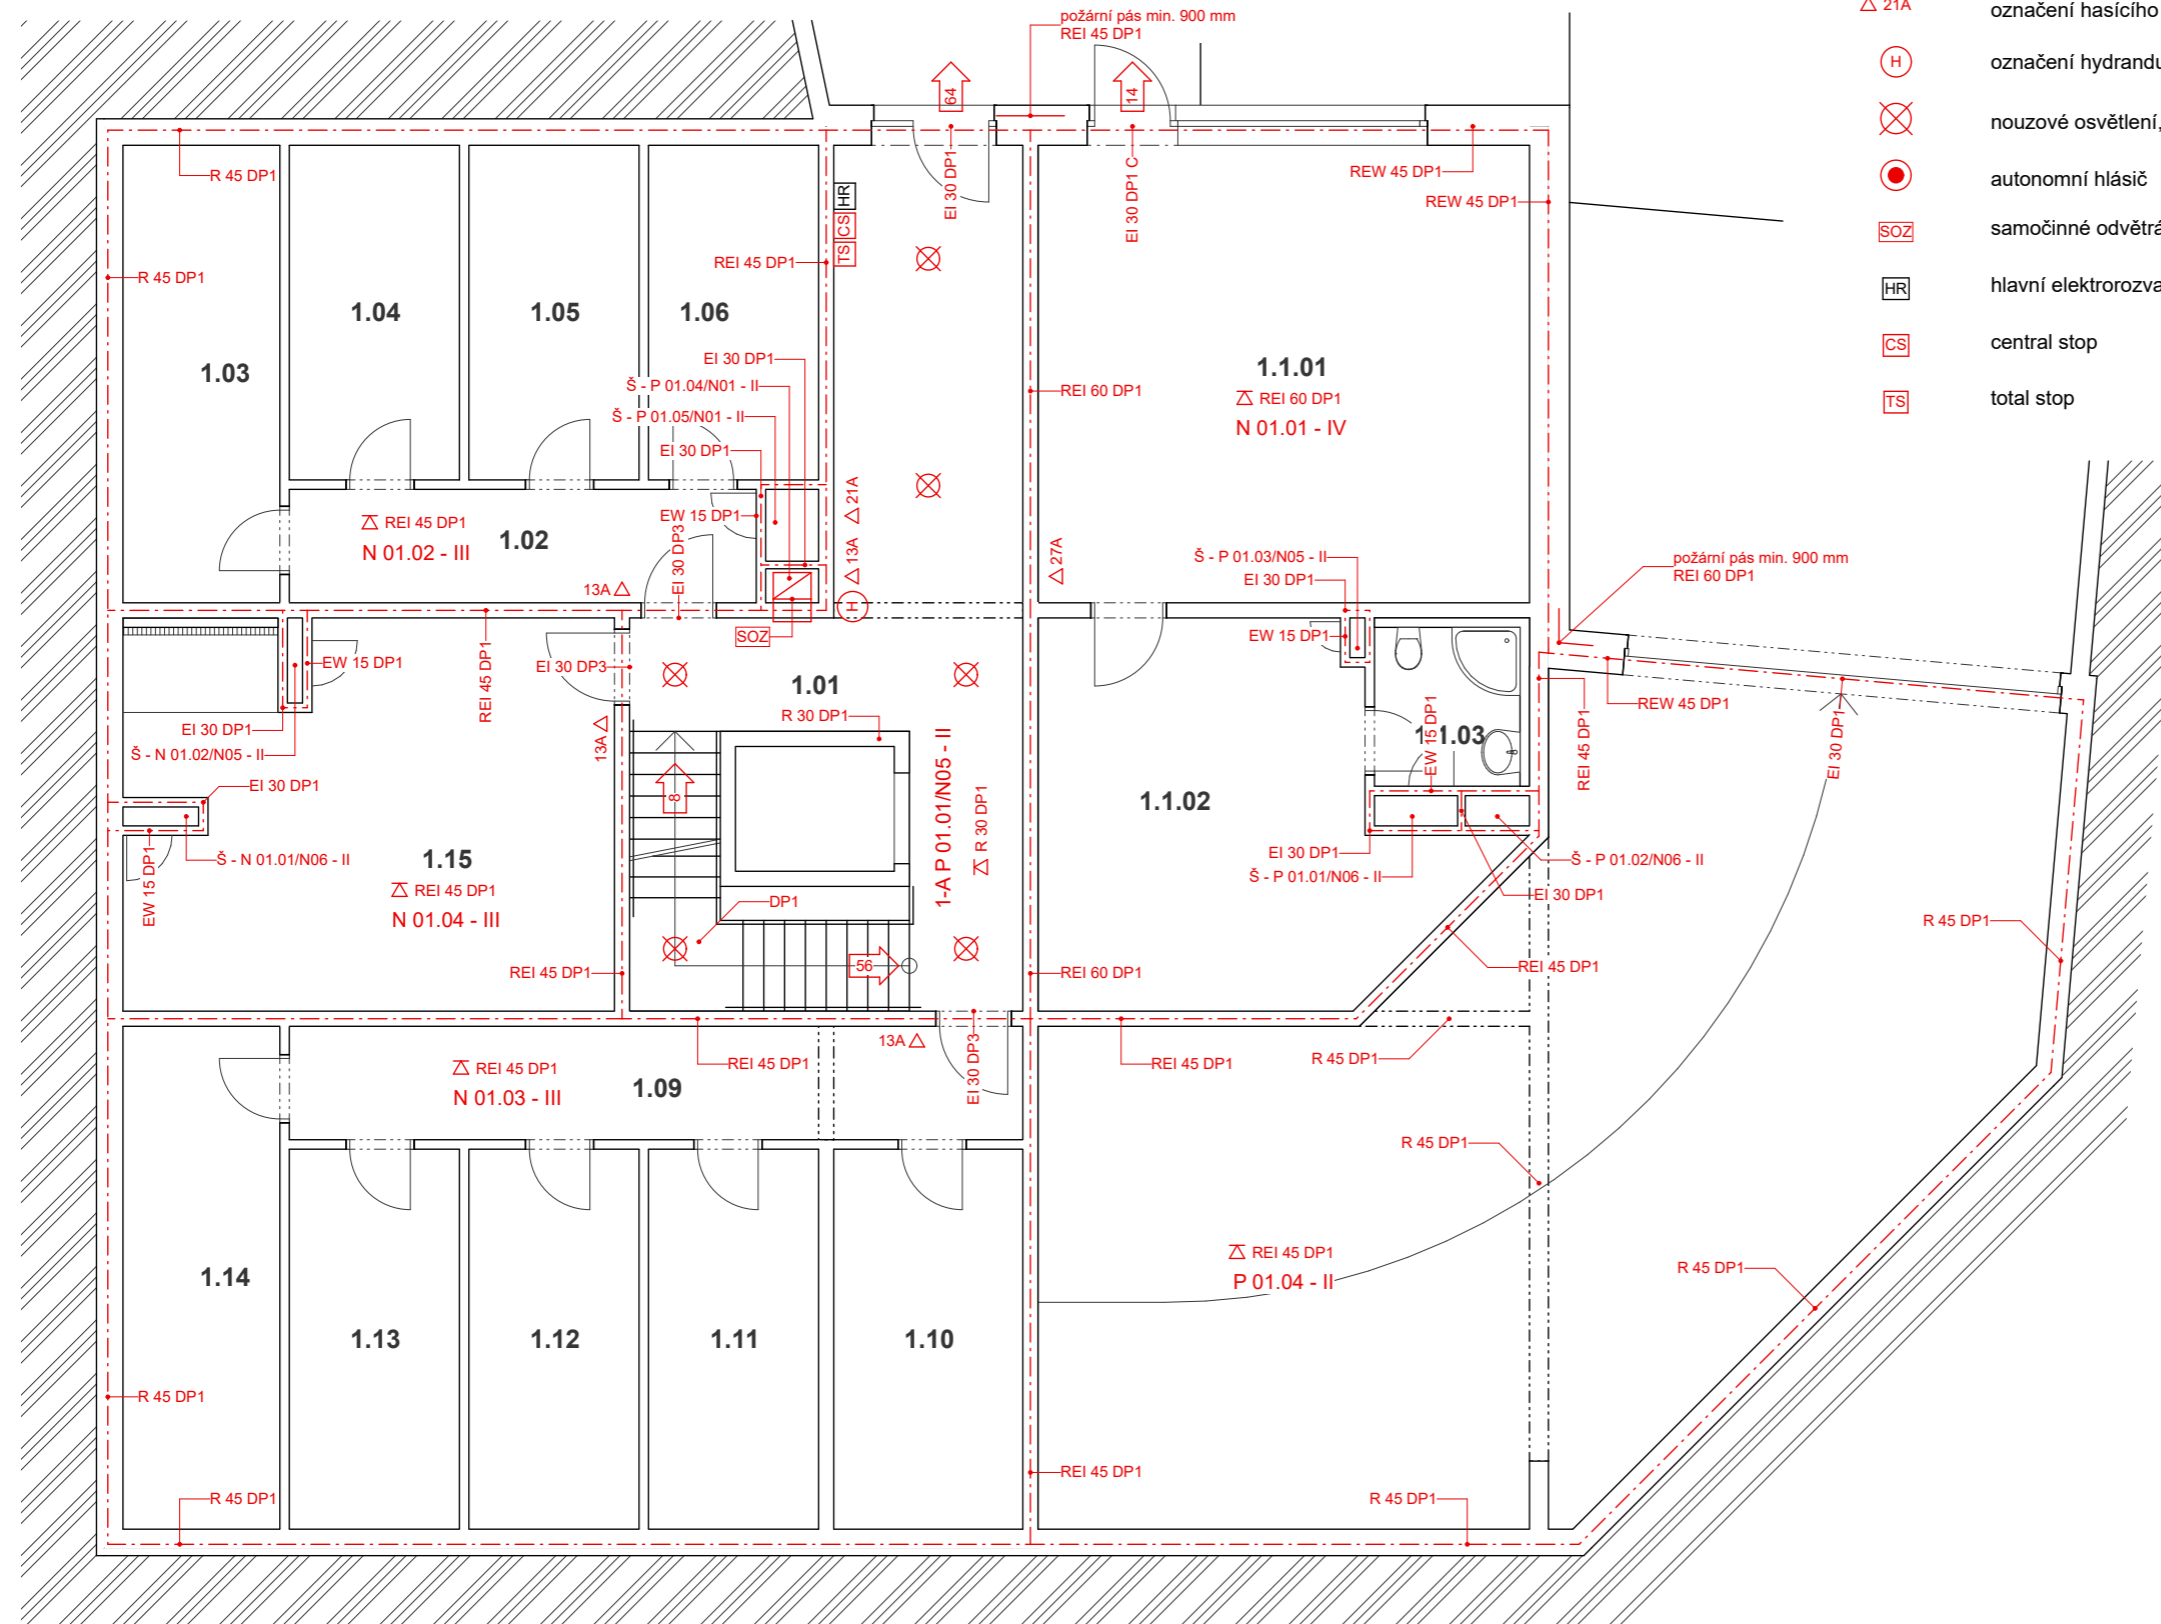 požární pás min. 900 mm
REI 45 DP1
21A
označení hasícího
H
označení hydrandu
nouzové osvětlení,
autonomní hlásič
SOZ
samočinné odvětrá
HR
hlavní elektrorozva
CS
central stop
TS
total stop
64
14
R 45 DP1
EI 30 DP1
EI 30 DP1 C
REW 45 DP1
REW 45 DP1
HR
CS
TS
REI 45 DP1
R 45 DP1
1.03
1.04
1.05
1.06
EI 30 DP1
Š - P 01.04/N01 - II
Š - P 01.05/N01 - II
EI 30 DP1
REI 60 DP1
1.1.01
REI 60 DP1
N 01.01 - IV
21A
13A
27A
EW 15 DP1
EI 30 DP3
REI 45 DP1
N 01.02 - III
1.02
13A
H
SOZ
Š - P 01.03/N05 - II
EI 30 DP1
EW 15 DP1
požární pás min. 900 mm
REI 60 DP1
EW 15 DP1
REI 45 DP1
EI 30 DP3
1.01
R 30 DP1
EI 30 DP1
Š - N 01.02/N05 - II
13A
EI 30 DP1
8
1-A P 01.01/N05 - II
R 30 DP1
1.1.02
1.1.03
EW 15 DP1
REI 45 DP1
REW 45 DP1
EI 30 DP1
Š - N 01.01/N06 - II
EW 15 DP1
1.15
REI 45 DP1
N 01.04 - III
DP1
56
REI 45 DP1
REI 60 DP1
EI 30 DP1
Š - P 01.01/N06 - II
Š - P 01.02/N06 - II
EI 30 DP1
REI 45 DP1
R 45 DP1
13A
EI 30 DP3
REI 45 DP1
REI 45 DP1
R 45 DP1
REI 45 DP1
N 01.03 - III
1.09
R 45 DP1
1.14
1.13
1.12
1.11
1.10
REI 45 DP1
P 01.04 - II
R 45 DP1
R 45 DP1
REI 45 DP1
R 45 DP1
R 45 DP1